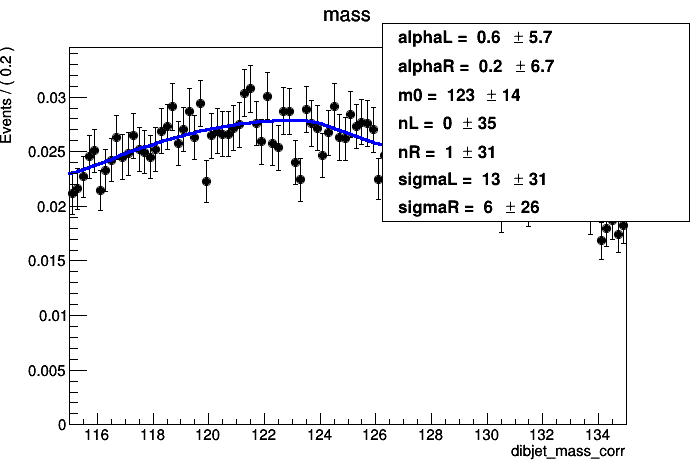 mass
alphaL = 0.6 ± 5.7
alphaR = 0.2 ± 6.7
m0 = 123 ± 14
nL = 0 ± 35
nR = 1 ± 31
sigmaL = 13 ± 31
sigmaR = 6 ± 26
Events / ( 0.2 )
0.03
0.025
0.02
0.015
0.01
0.005
0
116 118 120 122 124 126 128 130 132 134
dibjet_mass_corr